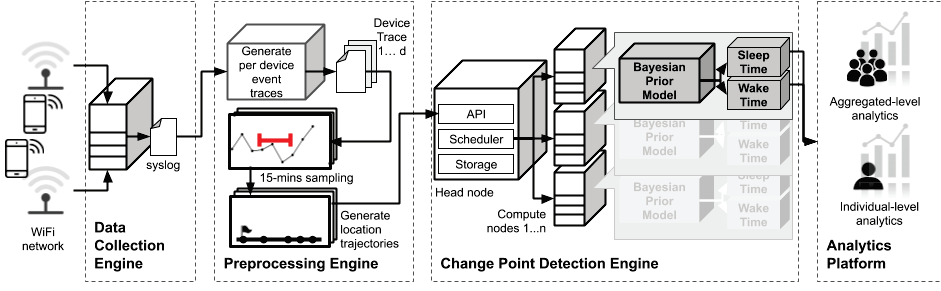 WiFi
network
syslog
Data
Collection
Engine
Generate
per device
event
traces
Device
Trace
1... d
15-mins sampling
Generate
location
trajectories
Preprocessing Engine
API
Scheduler
Storage
Head node
Compute
nodes 1...n
Bayesian
Prior
Model
Sleep
Time
Wake
Time
Bayesian
Prior
Model
Time
Wake
Time
Bayesian
Prior
Model
Sleep
Time
Wake
Time
Change Point Detection Engine
Aggregated-level
analytics
Individual-level
analytics
Analytics
Platform